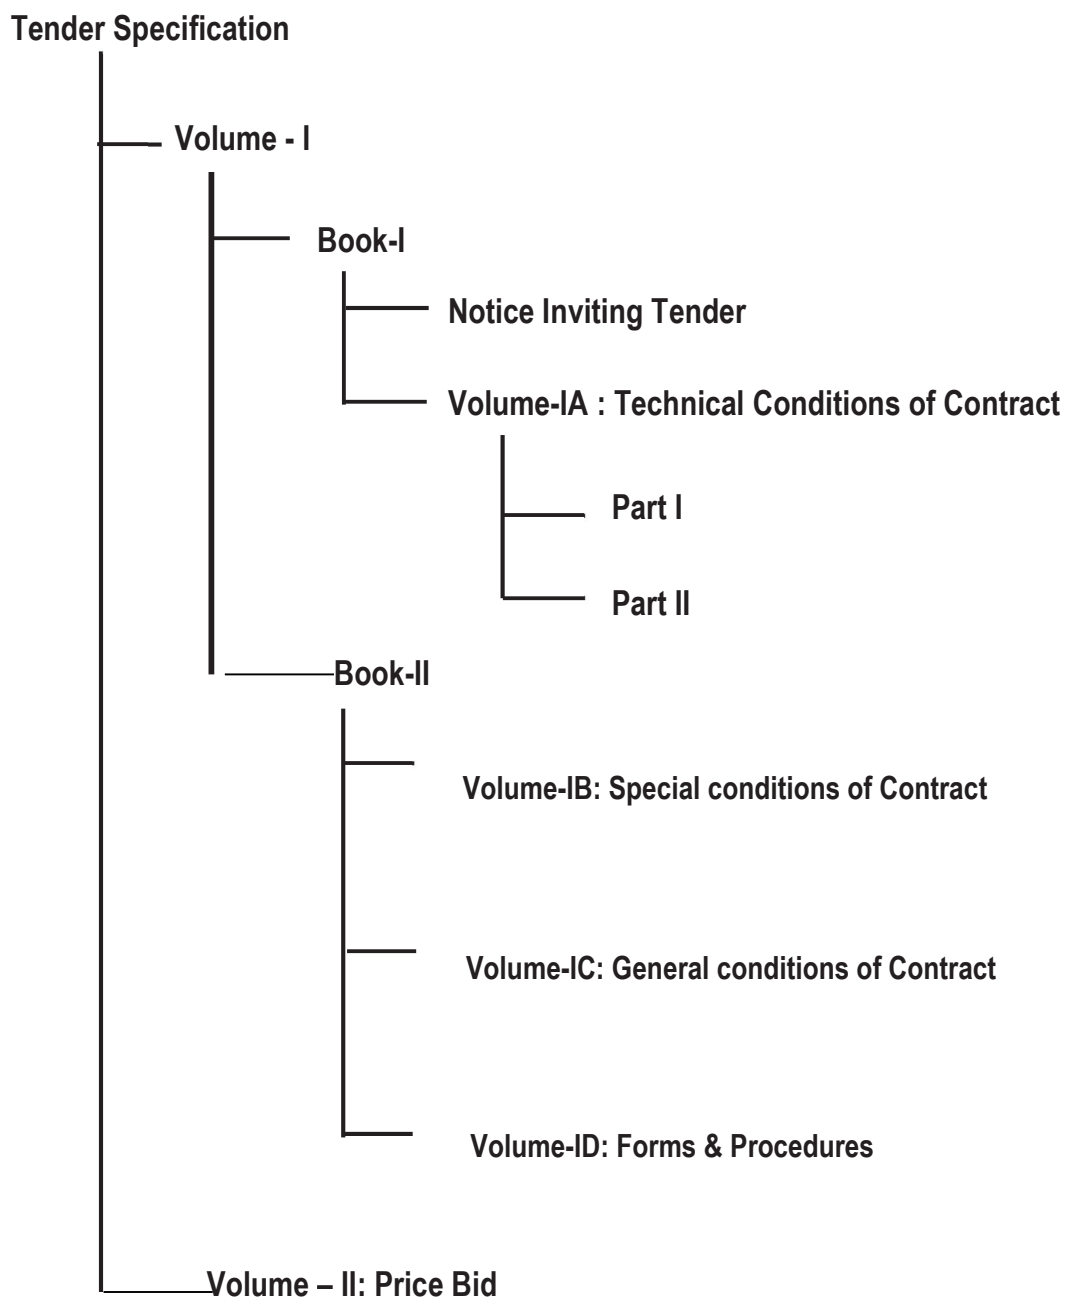 Tender Specification
Volume - I
Book-I
Notice Inviting Tender
Volume-IA : Technical Conditions of Contract
Part I
Part II
Book-II
Volume-IB: Special conditions of Contract
Volume-IC: General conditions of Contract
Volume-ID: Forms & Procedures
Volume – II: Price Bid